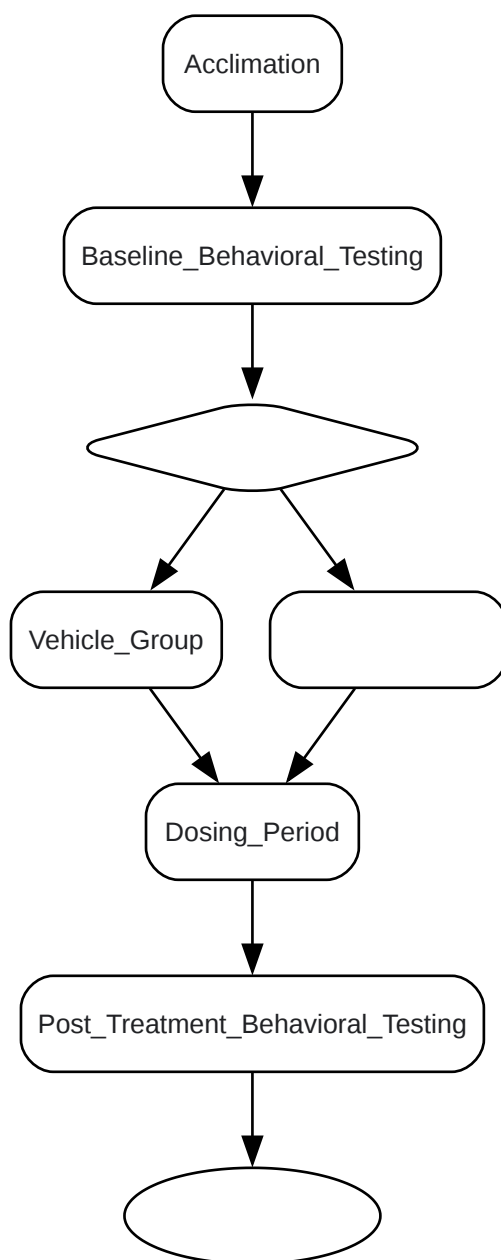 Acclimation
Baseline_Behavioral_Testing
Vehicle_Group
Dosing_Period
Post_Treatment_Behavioral_Testing